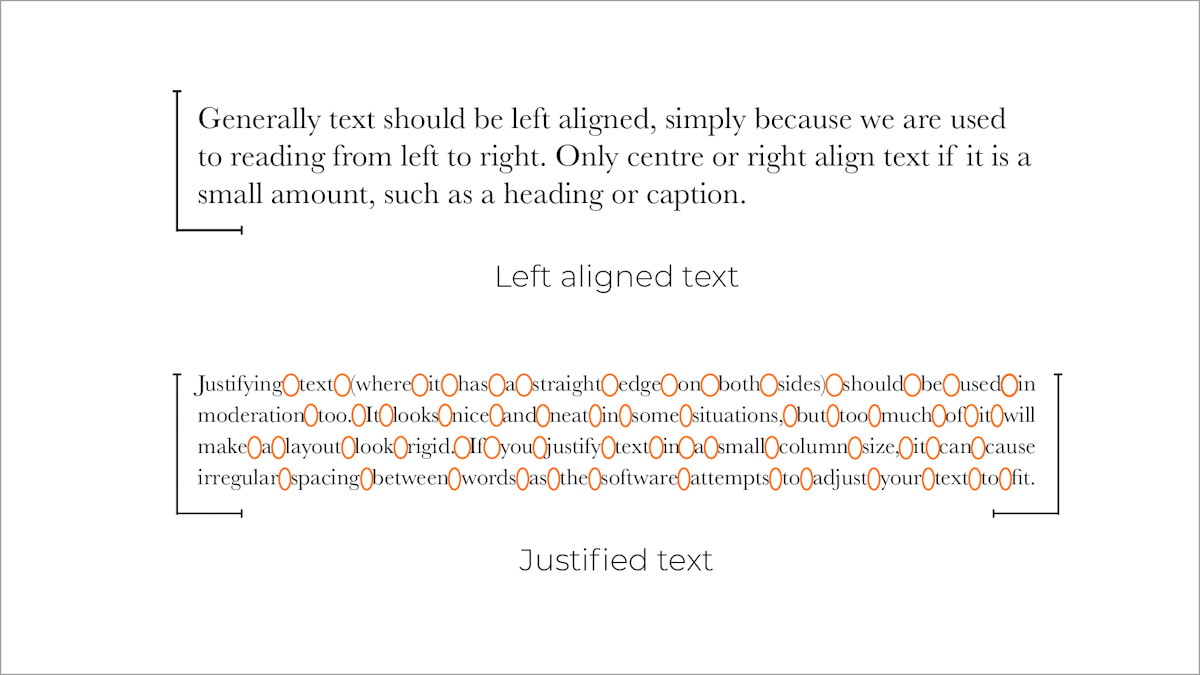 Generally text should be left aligned, simply because we are used
to reading from left to right. Only centre or right align text if it is a
small amount, such as a heading or caption.
Left aligned text
Justifying text (where it has a straight edge on both sides) should be used in
moderation too. It looks nice and neat in some situations, but too much of it will
make a layout look rigid. If you justify text in a small column size, it can cause
irregular spacing between words as the software attempts to adjust your text to fit.
Justified text